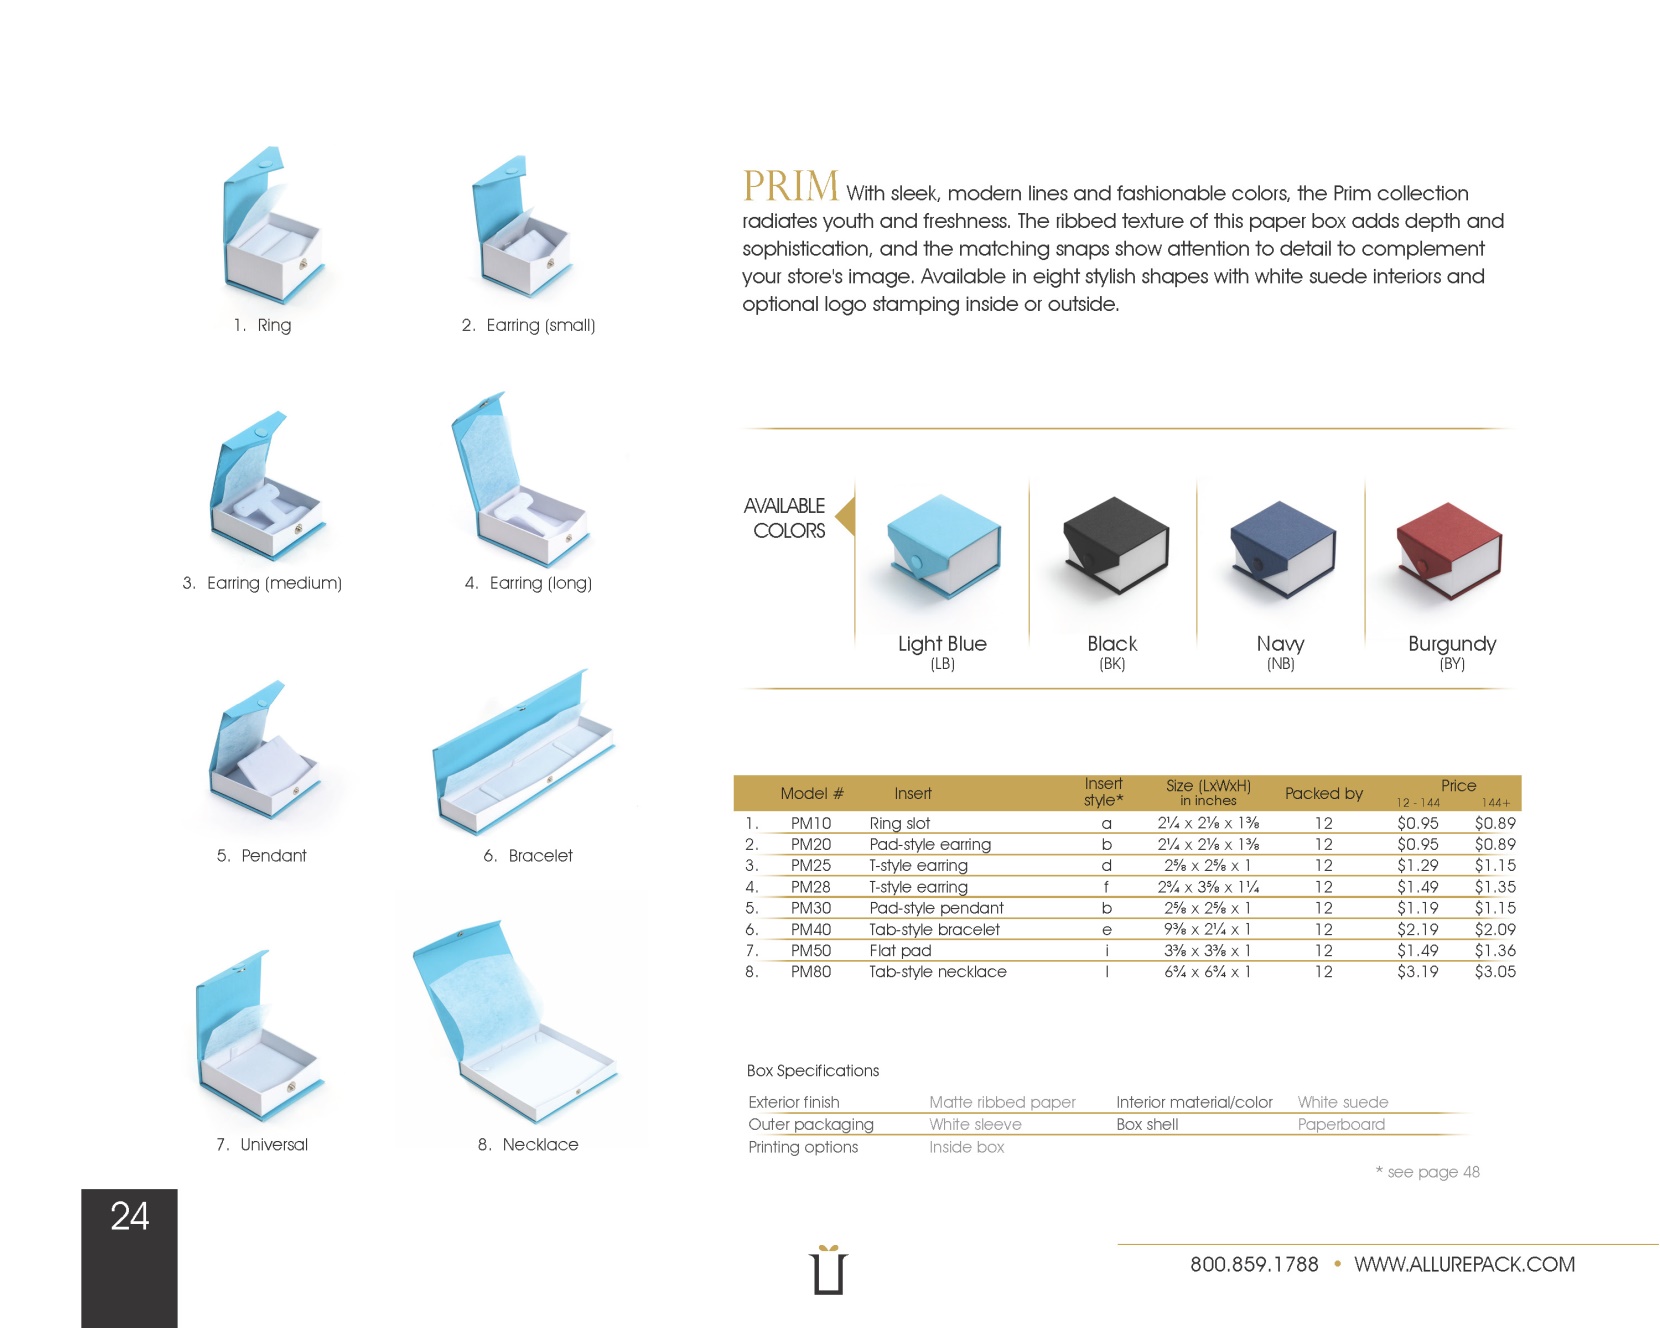 1. Ring
2. Earring (small)
3. Earring (medium)
4. Earring (long)
5. Pendant
6. Bracelet
7. Universal
8. Necklace
PRIM With sleek, modern lines and fashionable colors, the Prim collection
radiates youth and freshness. The ribbed texture of this paper box adds depth and
sophistication, and the matching snaps show attention to detail to complement
your store's image. Available in eight stylish shapes with white suede interiors and
optional logo stamping inside or outside.
AVAILABLE
COLORS
Light Blue
(LB)
Black
(BK)
Navy
(NB)
Burgundy
(BY)
Model # Insert Insert style* Size (LxWxH) in inches Packed by Price 12 - 144 144+
1. PM10 Ring slot a 2¼ x 2⅛ x 1⅜ 12 $0.95 $0.89
2. PM20 Pad-style earring b 2¼ x 2⅛ x 1⅜ 12 $0.95 $0.89
3. PM25 T-style earring d 2⅝ x 2⅝ x 1 12 $1.29 $1.15
4. PM28 T-style earring f 2¾ x 3⅝ x 1¼ 12 $1.49 $1.35
5. PM30 Pad-style pendant b 2⅝ x 2⅝ x 1 12 $1.19 $1.15
6. PM40 Tab-style bracelet e 9⅜ x 2¼ x 1 12 $2.19 $2.09
7. PM50 Flat pad i 3⅜ x 3⅜ x 1 12 $1.49 $1.36
8. PM80 Tab-style necklace l 6¾ x 6¾ x 1 12 $3.19 $3.05
Box Specifications
Exterior finish Matte ribbed paper Interior material/color White suede
Outer packaging White sleeve Box shell Paperboard
Printing options Inside box
* see page 48
24
800.859.1788 • WWW.ALLUREPACK.COM